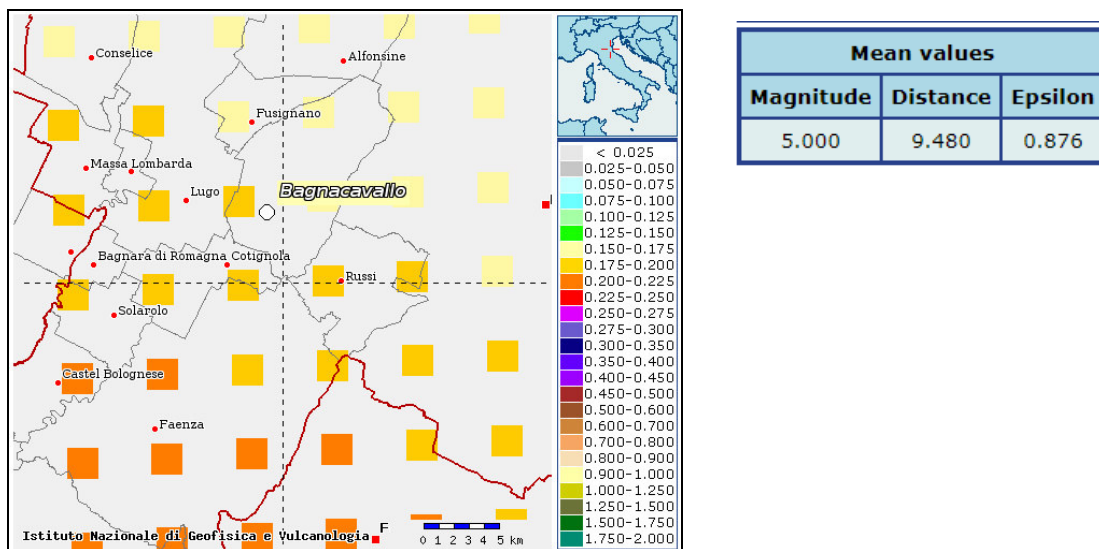 Conselice
Alfonsine
Fusignano
Massa Lombarda
Lugo
Bagnacavallo
Bagnara di Romagna
Cotignola
Russi
Solarolo
Castel Bolognese
Faenza
F
Istituto Nazionale di Geofisica e Vulcanologia
0 1 2 3 4 5 km
< 0.025
0.025-0.050
0.050-0.075
0.075-0.100
0.100-0.125
0.125-0.150
0.150-0.175
0.175-0.200
0.200-0.225
0.225-0.250
0.250-0.275
0.275-0.300
0.300-0.350
0.350-0.400
0.400-0.450
0.450-0.500
0.500-0.600
0.600-0.700
0.700-0.800
0.800-0.900
0.900-1.000
1.000-1.250
1.250-1.500
1.500-1.750
1.750-2.000
Mean values
Magnitude Distance Epsilon
5.000 9.480 0.876